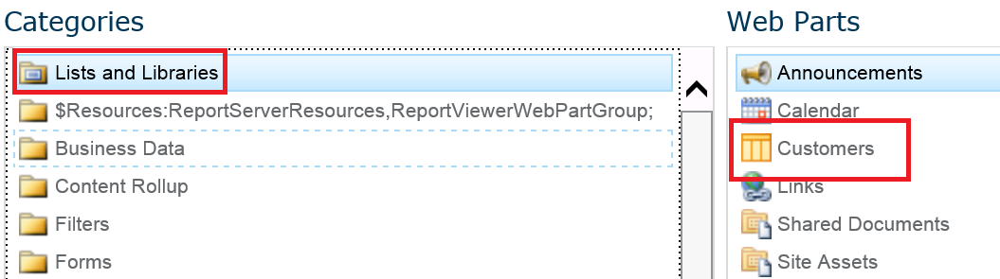 Categories
Lists and Libraries
$Resources:ReportServerResources,ReportViewerWebPartGroup;
Business Data
Content Rollup
Filters
Forms
Web Parts
Announcements
Calendar
Customers
Links
Shared Documents
Site Assets